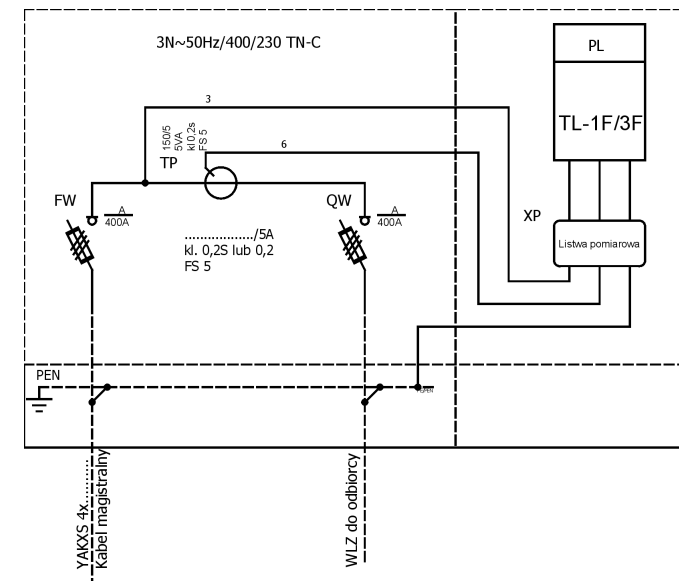 3N~50Hz/400/230 TN-C
PL
TL-1F/3F
3
6
150/5
5VA
kl 0,2s
FS 5
TP
FW
A
400A
QW
A
400A
XP
Listwa pomiarowa
.................../5A
kl. 0,2S lub 0,2
FS 5
PEN
YAKXS 4x..........
Kabel magistralny
WLZ do odbiorcy